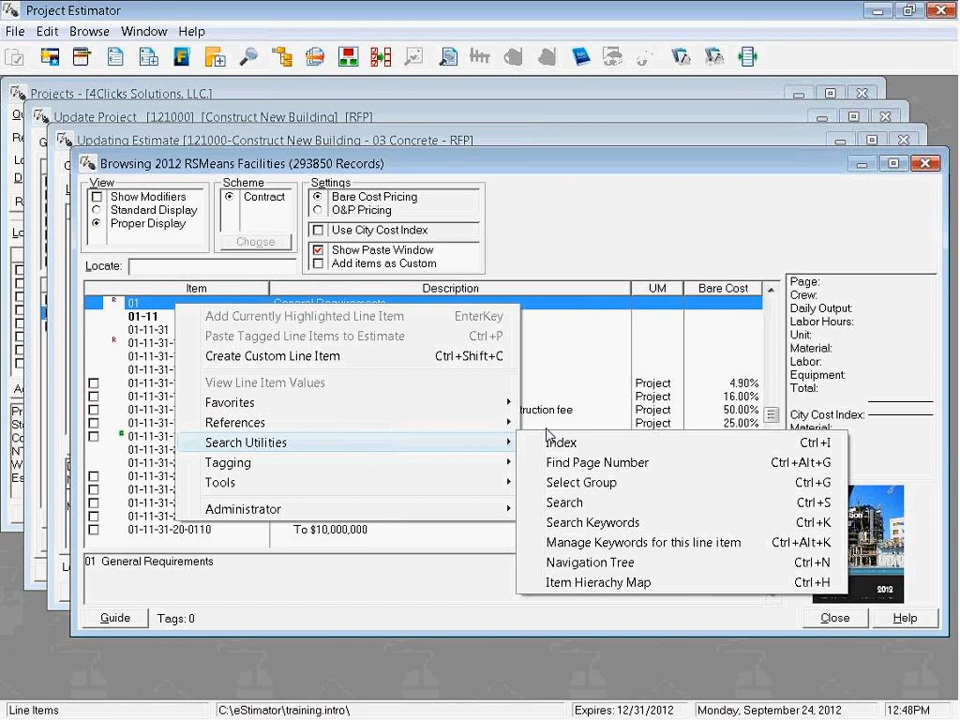 Project Estimator
File Edit Browse Window Help
Projects - [4Clicks Solutions, LLC.]
Update Project [121000] [Construct New Building] [RFP]
Updating Estimate [121000-Construct New Building - 03 Concrete - RFP]
Browsing 2012 RSMeans Facilities (293850 Records)
View
Show Modifiers
Standard Display
Proper Display
Scheme
Contract
Choose
Settings
Bare Cost Pricing
O&P Pricing
Use City Cost Index
Show Paste Window
Add items as Custom
Locate:
Item Description UM Bare Cost
01 General Requirements
01-11
01-11-31
01-11-31-
01-11-31-
01-11-31-
01-11-31- Project 4.90%
01-11-31- Project 16.00%
01-11-31- truction fee Project 50.00%
01-11-31- Project 25.00%
01-11-31-
01-11-31-2
01-11-31-2
01-11-31-2
01-11-31-2
01-11-31-2
01-11-31-20-0110 To $10,000,000
Page:
Crew:
Daily Output:
Labor Hours:
Unit:
Material:
Labor:
Equipment:
Total:
City Cost Index:
Material:
Add Currently Highlighted Line Item EnterKey
Paste Tagged Line Items to Estimate Ctrl+P
Create Custom Line Item Ctrl+Shift+C
View Line Item Values
Favorites
References
Search Utilities
Tagging
Tools
Administrator
Index Ctrl+I
Find Page Number Ctrl+Alt+G
Select Group Ctrl+G
Search Ctrl+S
Search Keywords Ctrl+K
Manage Keywords for this line item Ctrl+Alt+K
Navigation Tree Ctrl+N
Item Hierachy Map Ctrl+H
2012
01 General Requirements
Guide Tags: 0 Close Help
Line Items C:\eStimator\training.intro\ Expires: 12/31/2012 Monday, September 24, 2012 12:48PM